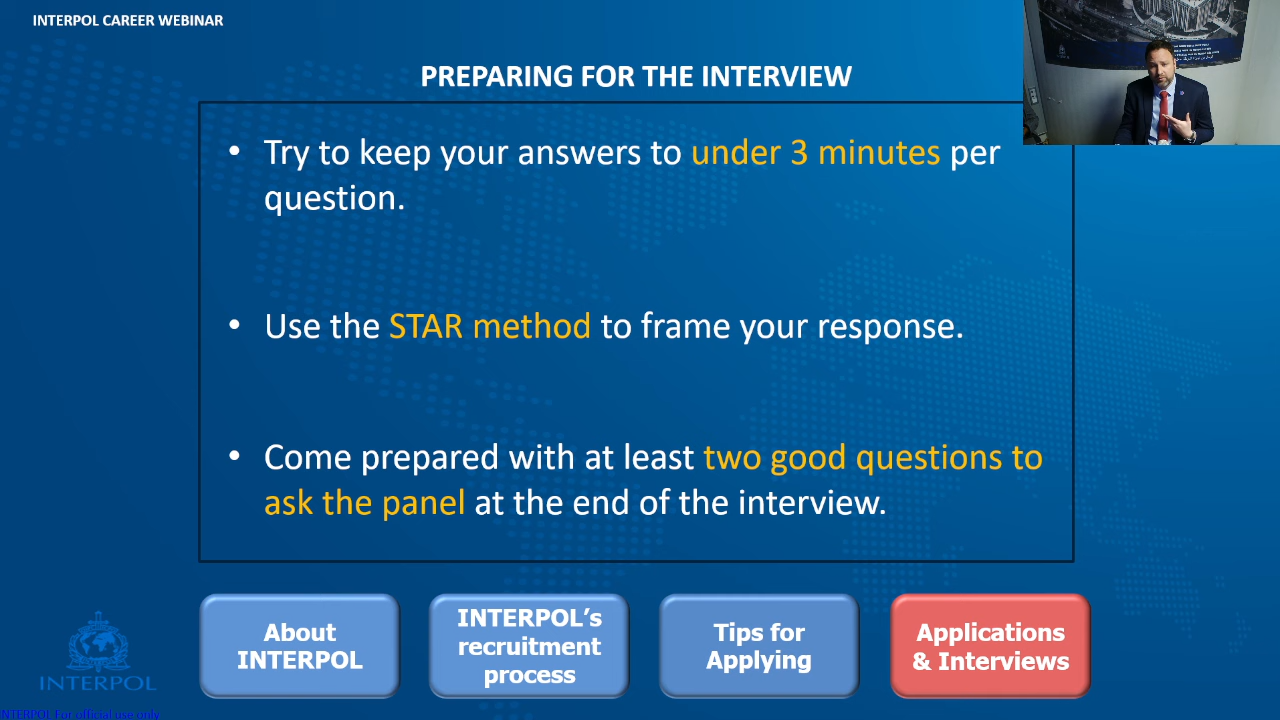 INTERPOL CAREER WEBINAR
PREPARING FOR THE INTERVIEW
• Try to keep your answers to under 3 minutes per
question.
• Use the STAR method to frame your response.
• Come prepared with at least two good questions to
ask the panel at the end of the interview.
About
INTERPOL
INTERPOL's
recruitment
process
Tips for
Applying
Applications
& Interviews
INTERPOL
INTERPOL For official use only